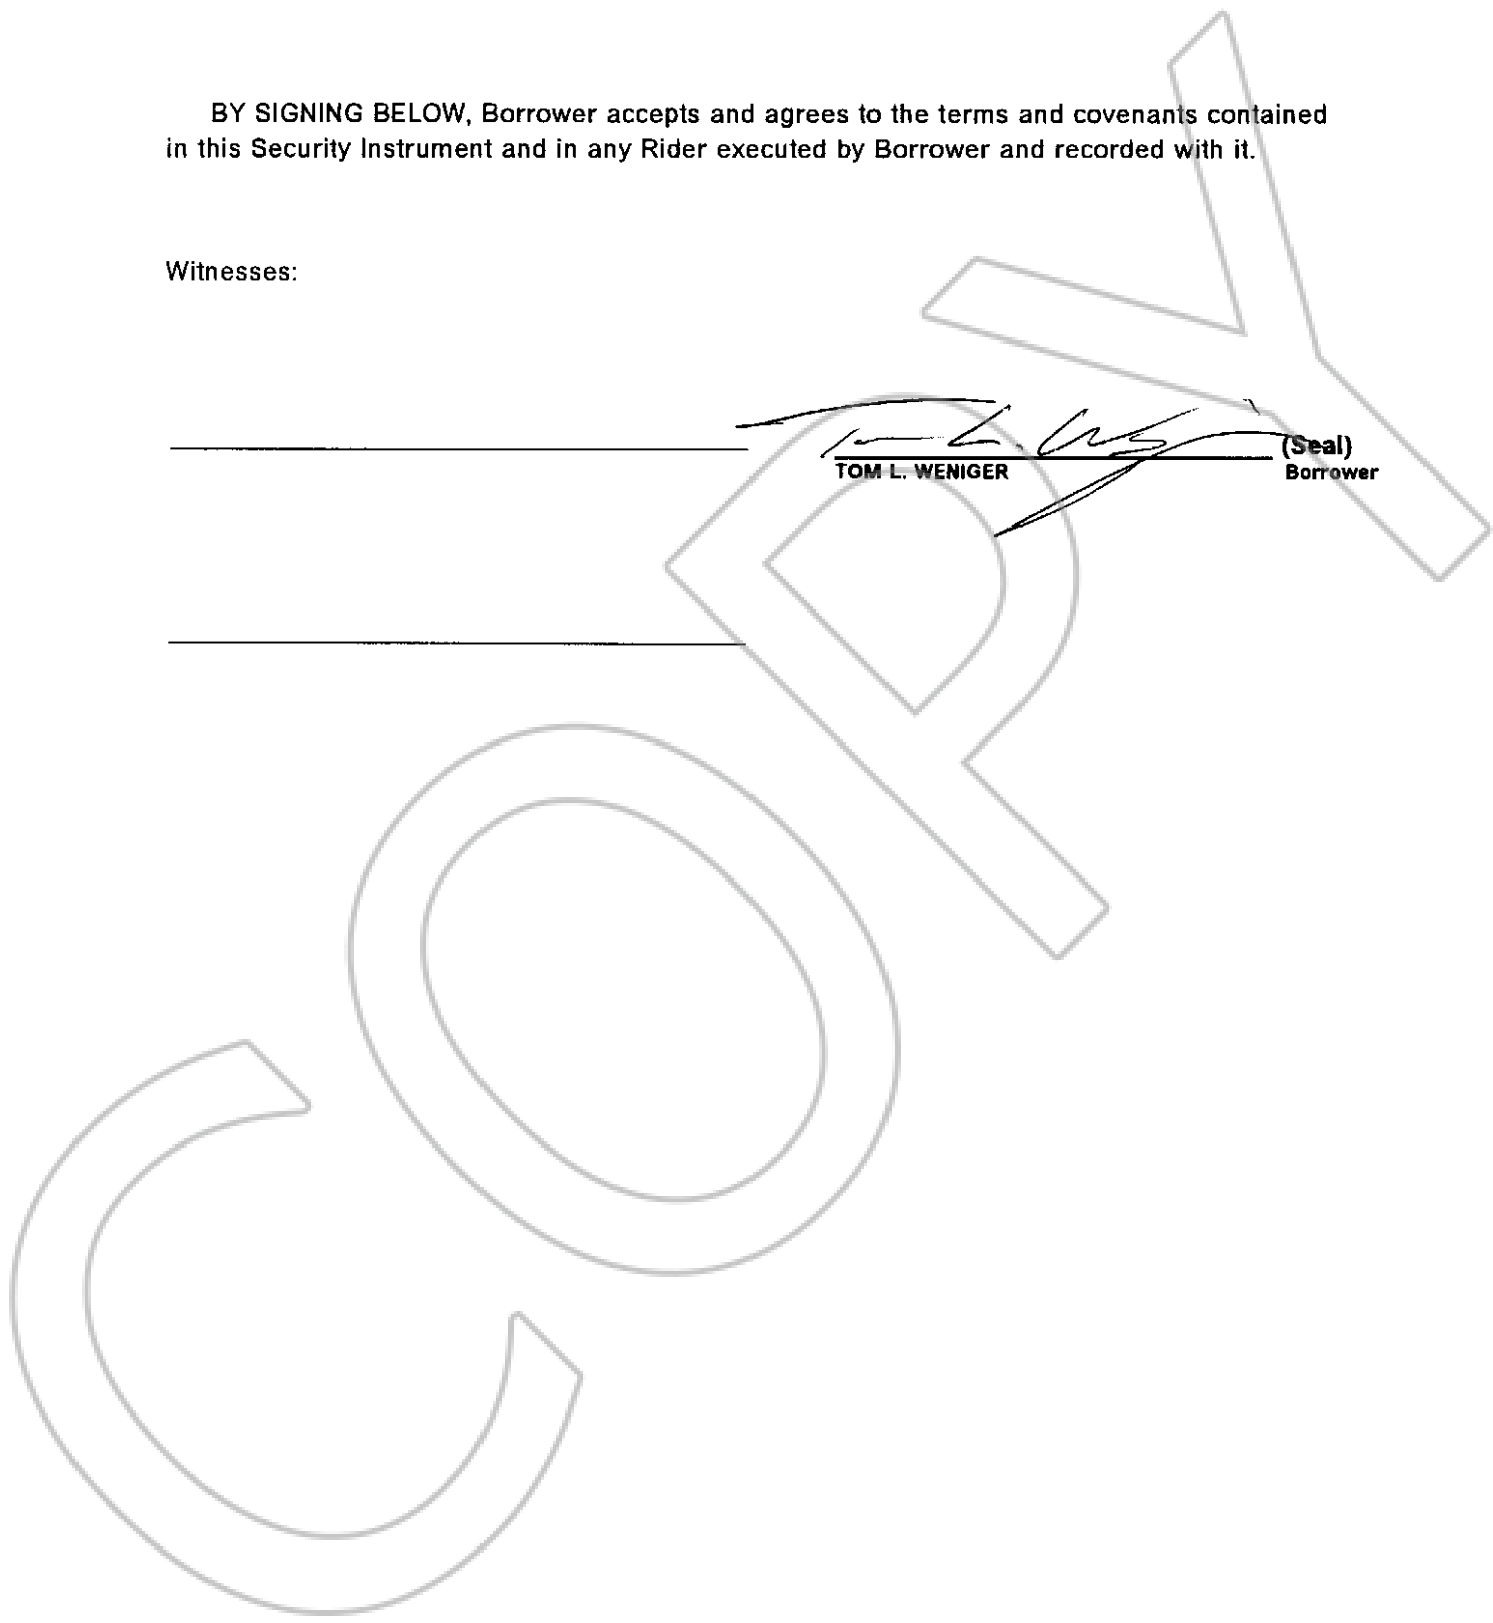 BY SIGNING BELOW, Borrower accepts and agrees to the terms and covenants contained
in this Security Instrument and in any Rider executed by Borrower and recorded with it.
Witnesses:
(Seal)
TOM L. WENIGER Borrower
COPY